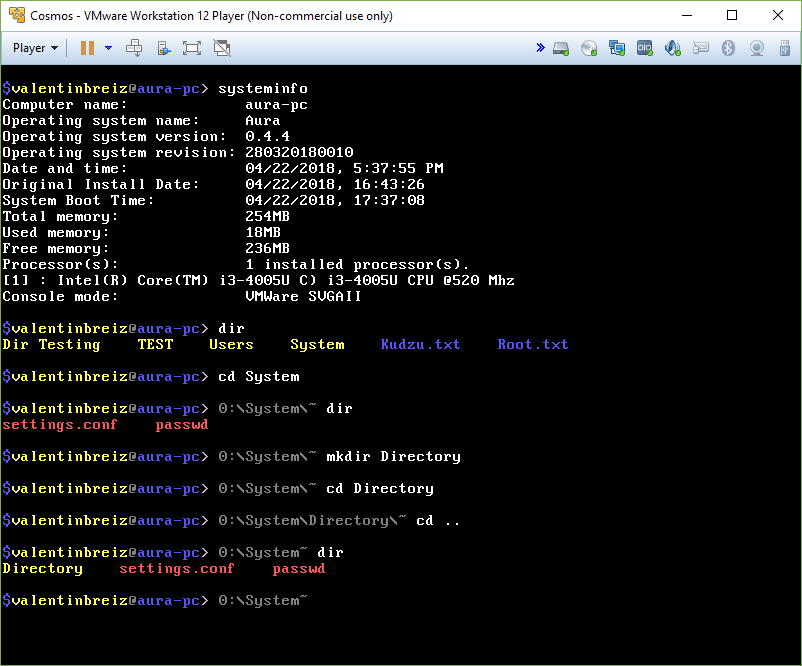 Cosmos - VMware Workstation 12 Player (Non-commercial use only)
Player
$valentinbreiz@aura-pc> systeminfo
Computer name: aura-pc
Operating system name: Aura
Operating system version: 0.4.4
Operating system revision: 280320180010
Date and time: 04/22/2018, 5:37:55 PM
Original Install Date: 04/22/2018, 16:43:26
System Boot Time: 04/22/2018, 17:37:08
Total memory: 254MB
Used memory: 18MB
Free memory: 236MB
Processor(s): 1 installed processor(s).
[1] : Intel(R) Core(TM) i3-4005U C) i3-4005U CPU @520 Mhz
Console mode: VMWare SVGAII
$valentinbreiz@aura-pc> dir
Dir Testing TEST Users System Kudzu.txt Root.txt
$valentinbreiz@aura-pc> cd System
$valentinbreiz@aura-pc> 0:\System\~ dir
settings.conf passwd
$valentinbreiz@aura-pc> 0:\System\~ mkdir Directory
$valentinbreiz@aura-pc> 0:\System\~ cd Directory
$valentinbreiz@aura-pc> 0:\System\Directory\~ cd ..
$valentinbreiz@aura-pc> 0:\System~ dir
Directory settings.conf passwd
$valentinbreiz@aura-pc> 0:\System~